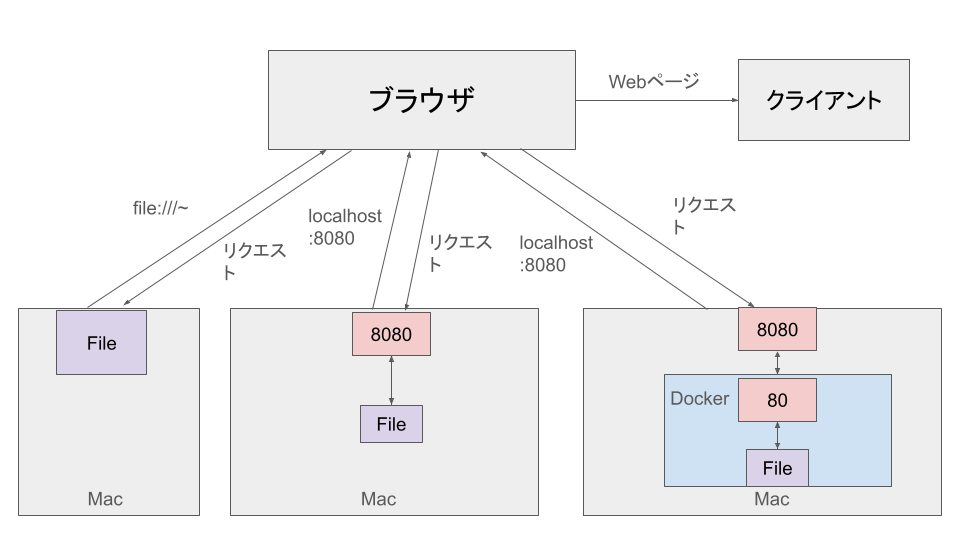 ブラウザ
Webページ
クライアント
file:///~
リクエス
ト
localhost
:8080
リクエス
ト
localhost
:8080
リクエス
ト
File
Mac
8080
File
Mac
8080
Docker
80
File
Mac